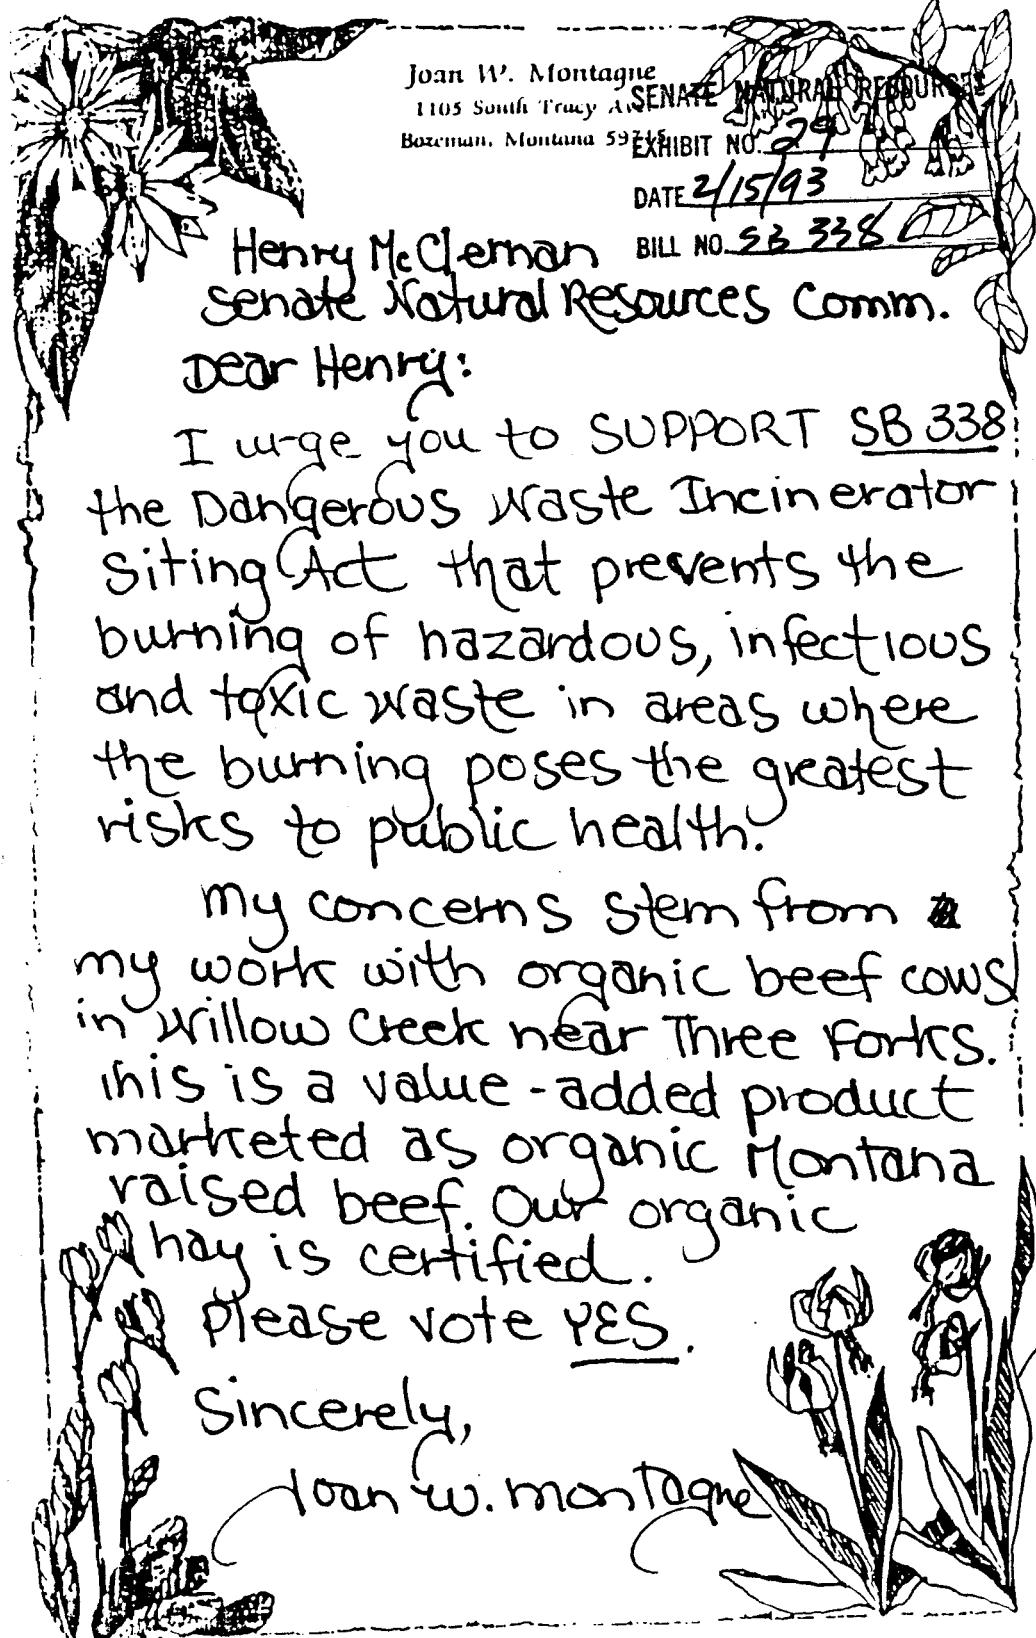 Joan W. Montagne
1105 South Tracy
Bozeman, Montana 59715
SENATE NATURAL RESOURCES
EXHIBIT NO. 29
DATE 2/15/93
BILL NO. SB 338
Henry McClernan
Senate Natural Resources Comm.
Dear Henry:
I urge you to SUPPORT SB 338
the Dangerous Waste Incinerator
Siting Act that prevents the
burning of hazardous, infectious
and toxic waste in areas where
the burning poses the greatest
risks to public health.
My concerns stem from
my work with organic beef cows
in Willow Creek near Three Forks.
This is a value-added product
marketed as organic Montana
raised beef. Our organic
hay is certified.
Please vote YES.
Sincerely,
Joan W. Montagne